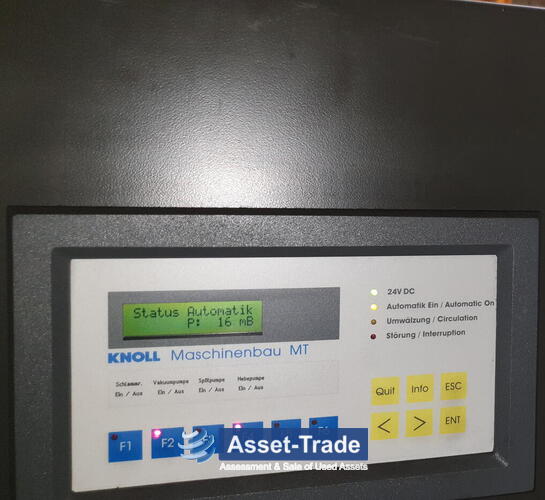 24V DC
Status Automatik
P: 16 mB
Automatik Ein / Automatic On
Umwälzung / Circulation
Störung / Interruption
KNOLL Maschinenbau MT
Schlammr. Vakuumpumpe Spülpumpe Hebepumpe
Ein / Aus Ein / Aus Ein / Aus Ein / Aus
Quit Info ESC
< > ENT
F1 F2
Asset-Trade
Assessment & Sale of Used Assets